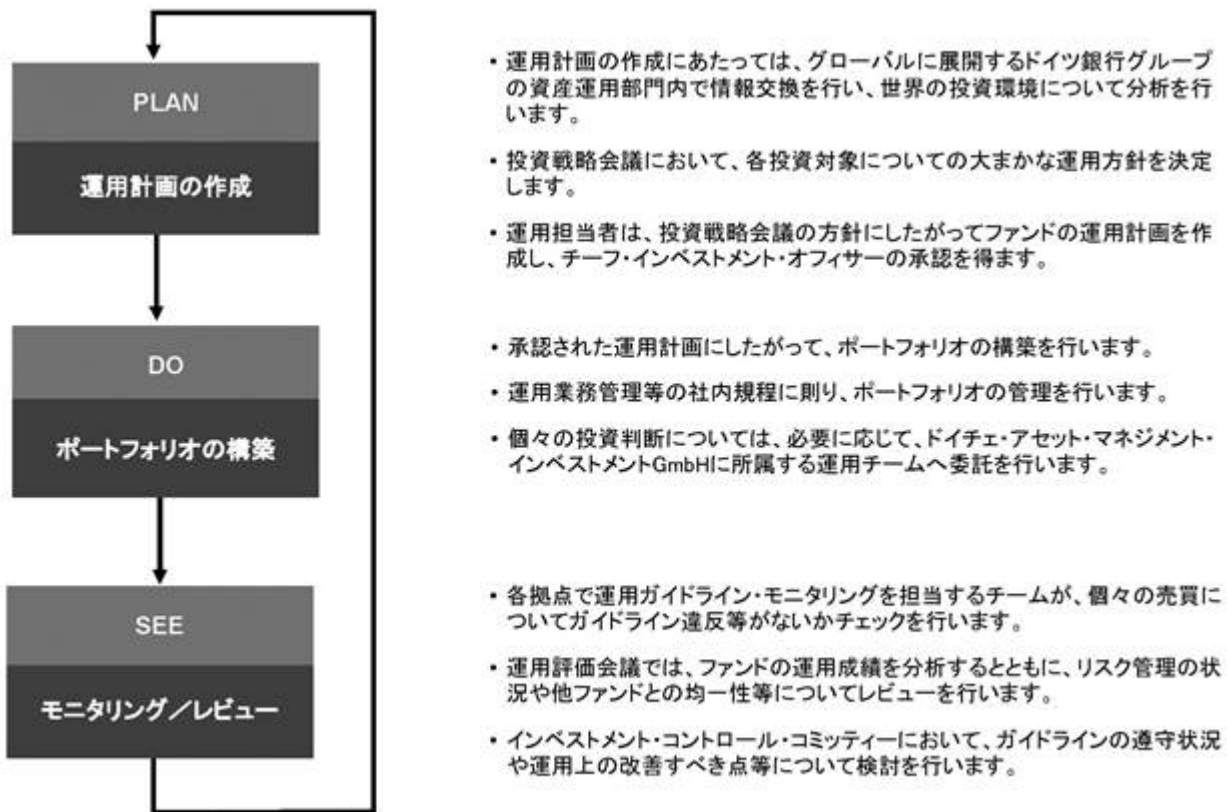 PLAN
運用計画の作成
・運用計画の作成にあたっては、グローバルに展開するドイツ銀行グループ
の資産運用部門内で情報交換を行い、世界の投資環境について分析を行
います。
・投資戦略会議において、各投資対象についての大まかな運用方針を決定
します。
・運用担当者は、投資戦略会議の方針にしたがってファンドの運用計画を作
成し、チーフ・インベストメント・オフィサーの承認を得ます。
DO
ポートフォリオの構築
・承認された運用計画にしたがって、ポートフォリオの構築を行います。
・運用業務管理等の社内規程に則り、ポートフォリオの管理を行います。
・個々の投資判断については、必要に応じて、ドイチェ・アセット・マネジメント・
インベストメントGmbHに所属する運用チームへ委託を行います。
SEE
モニタリング／レビュー
・各拠点で運用ガイドライン・モニタリングを担当するチームが、個々の売買に
ついてガイドライン違反等がないかチェックを行います。
・運用評価会議では、ファンドの運用成績を分析するとともに、リスク管理の状
況や他ファンドとの均一性等についてレビューを行います。
・インベストメント・コントロール・コミッティーにおいて、ガイドラインの遵守状況
や運用上の改善すべき点等について検討を行います。